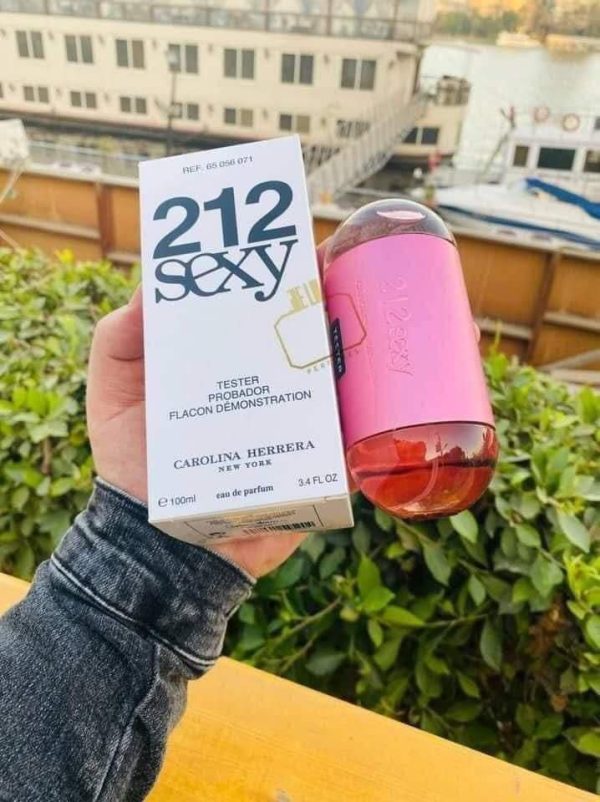 REF. 65 056 071
212
sexy
TESTER
PROBADOR
FLACON DÉMONSTRATION
CAROLINA HERRERA
NEW YORK
e 100ml
eau de parfum
3.4 FL OZ
212 sexy
TESTER